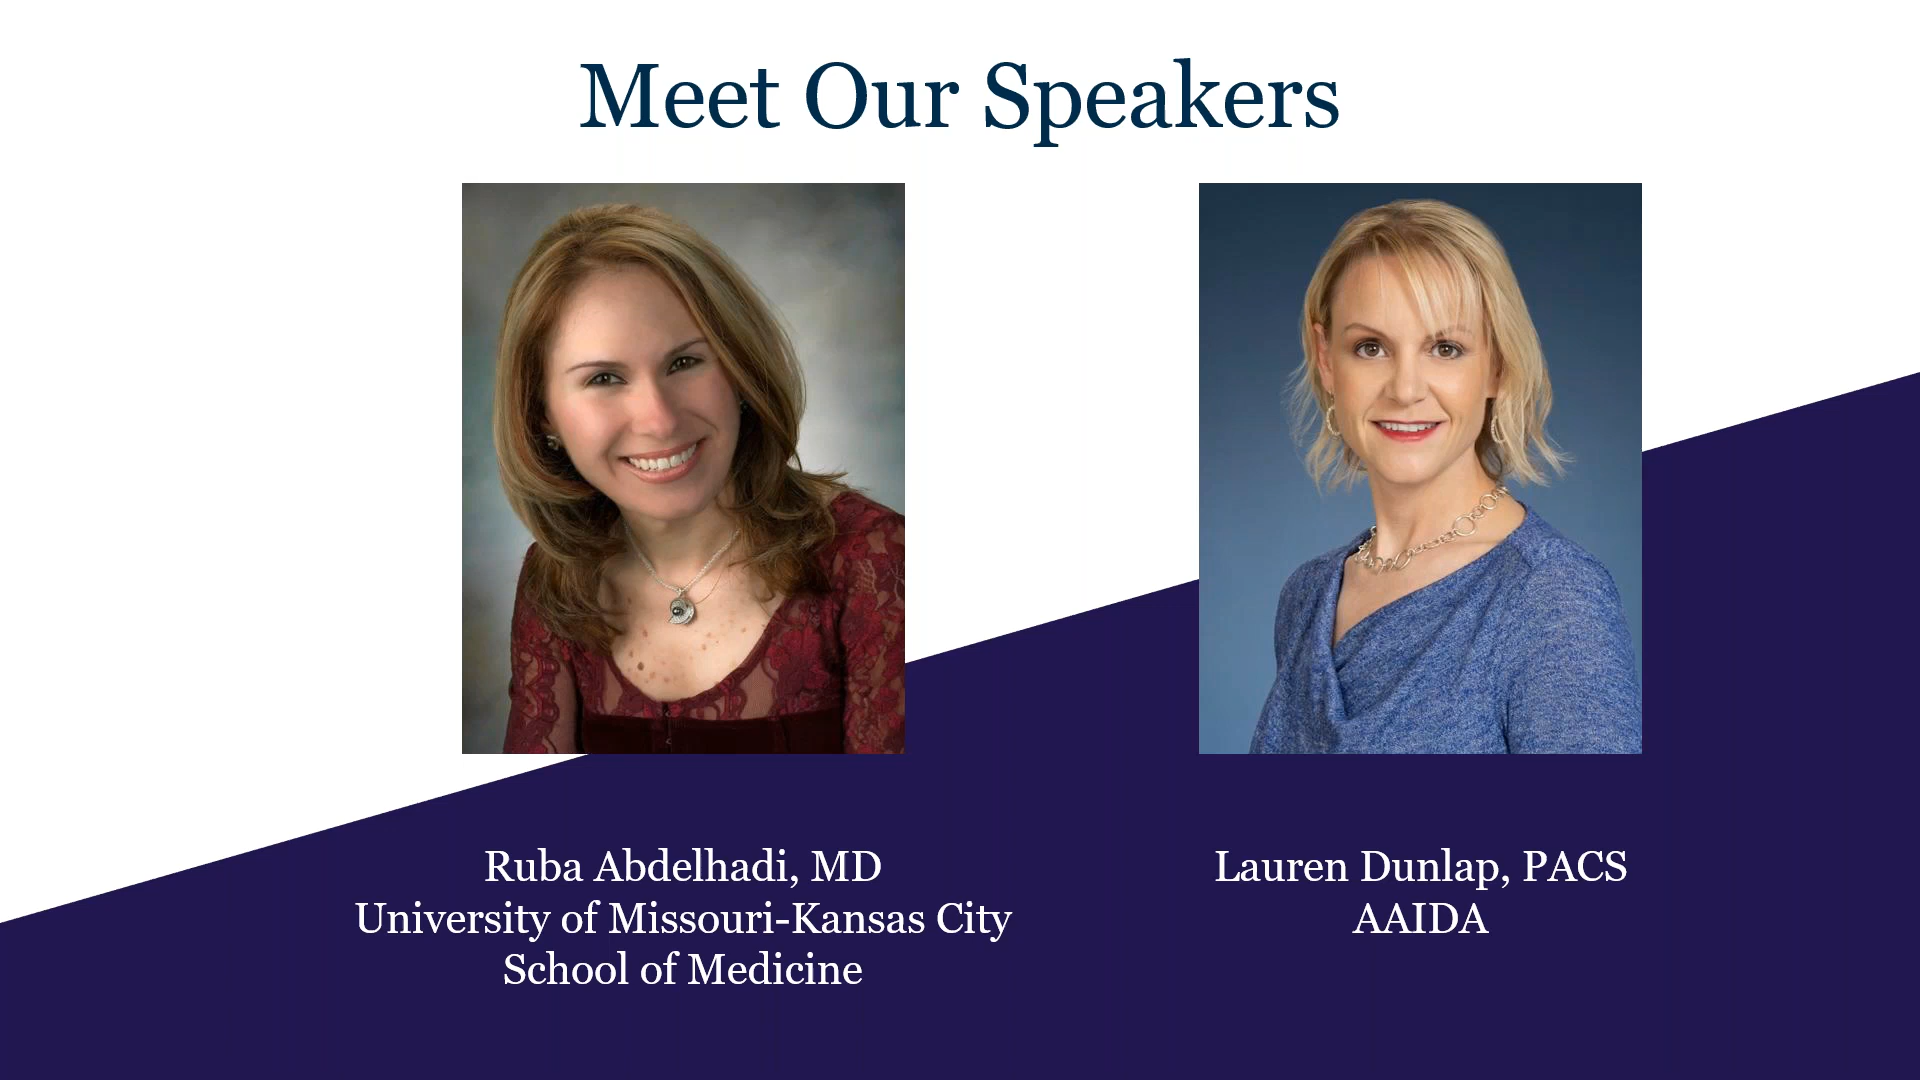 Meet Our Speakers
Ruba Abdelhadi, MD
University of Missouri-Kansas City
School of Medicine
Lauren Dunlap, PACS
AAIDA